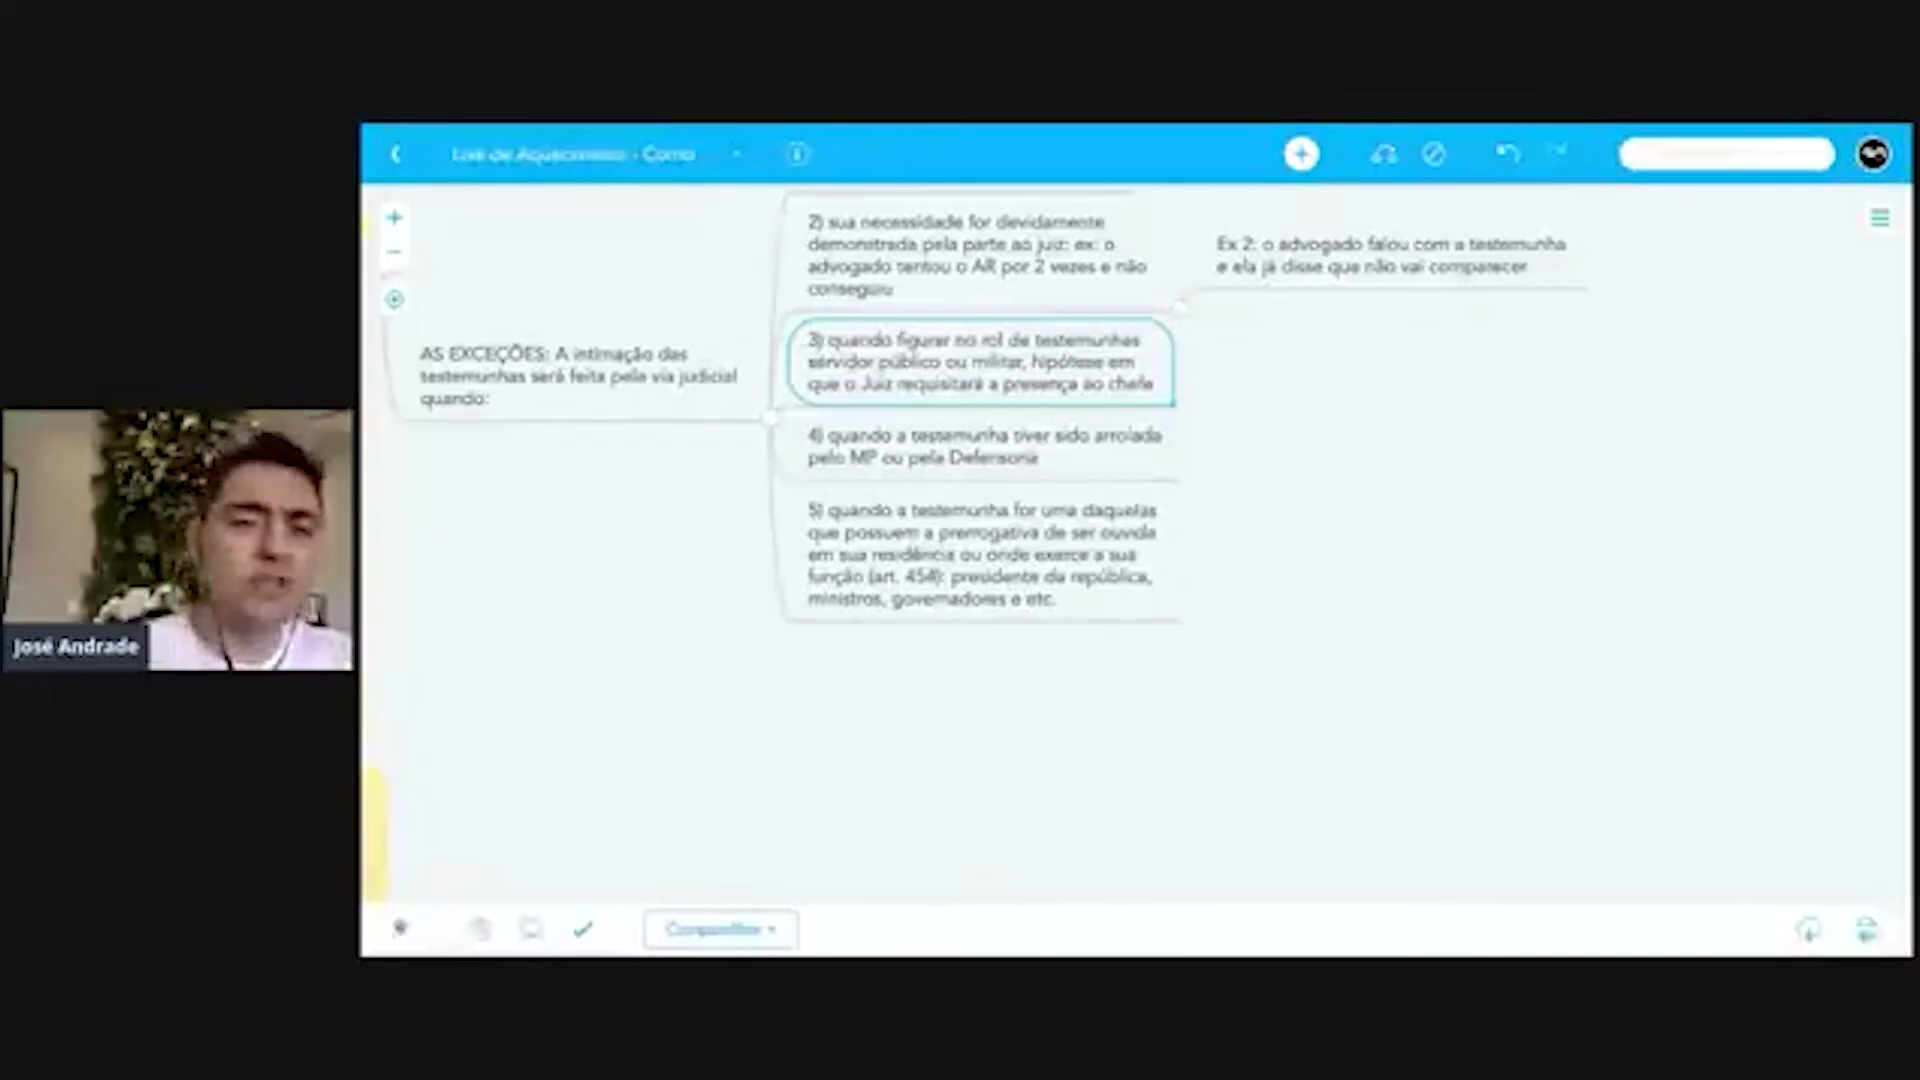 Live de Aquecimento - Como
2) sua necessidade for devidamente
demonstrada pela parte ao juiz: ex: o
advogado tentou o AR por 2 vezes e não
conseguiu
Ex 2: o advogado falou com a testemunha
e ela já disse que não vai comparecer
AS EXCEÇÕES: A intimação das
testemunhas será feita pela via judicial
quando:
3) quando figurar no rol de testemunhas
servidor público ou militar, hipótese em
que o Juiz requisitará a presença ao chefe
4) quando a testemunha tiver sido arrolada
pelo MP ou pela Defensoria
5) quando a testemunha for uma daquelas
que possuem a prerrogativa de ser ouvida
em sua residência ou onde exerce a sua
função (art. 454): presidente da república,
ministros, governadores e etc.
José Andrade
Compartilhar